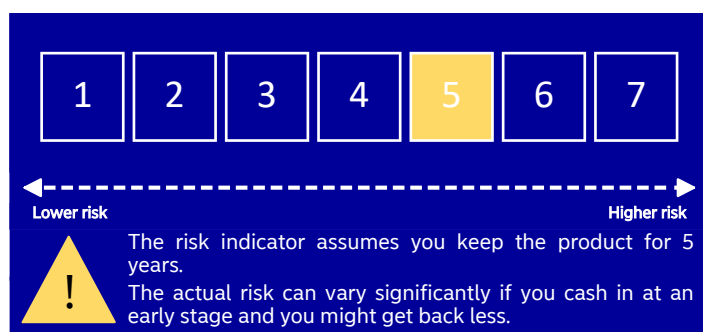 1 2 3 4 5 6 7
Lower risk Higher risk
! The risk indicator assumes you keep the product for 5
years.
The actual risk can vary significantly if you cash in at an
early stage and you might get back less.